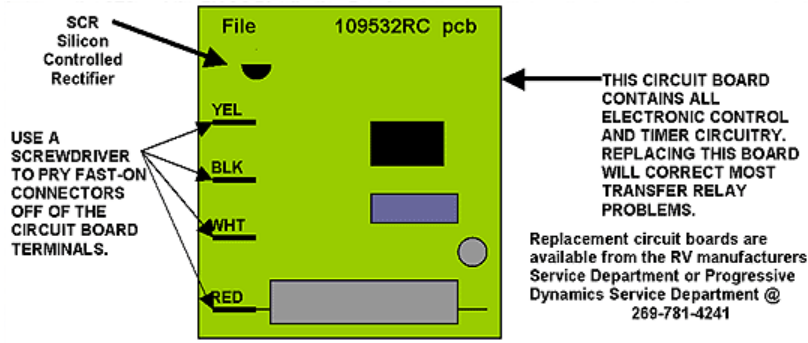 SCR
Silicon
Controlled
Rectifier
File 109532RC pcb
YEL
BLK
WHT
RED
USE A
SCREWDRIVER
TO PRY FAST-ON
CONNECTORS
OFF OF THE
CIRCUIT BOARD
TERMINALS.
THIS CIRCUIT BOARD
CONTAINS ALL
ELECTRONIC CONTROL
AND TIMER CIRCUITRY.
REPLACING THIS BOARD
WILL CORRECT MOST
TRANSFER RELAY
PROBLEMS.
Replacement circuit boards are
available from the RV manufacturers
Service Department or Progressive
Dynamics Service Department @
269-781-4241